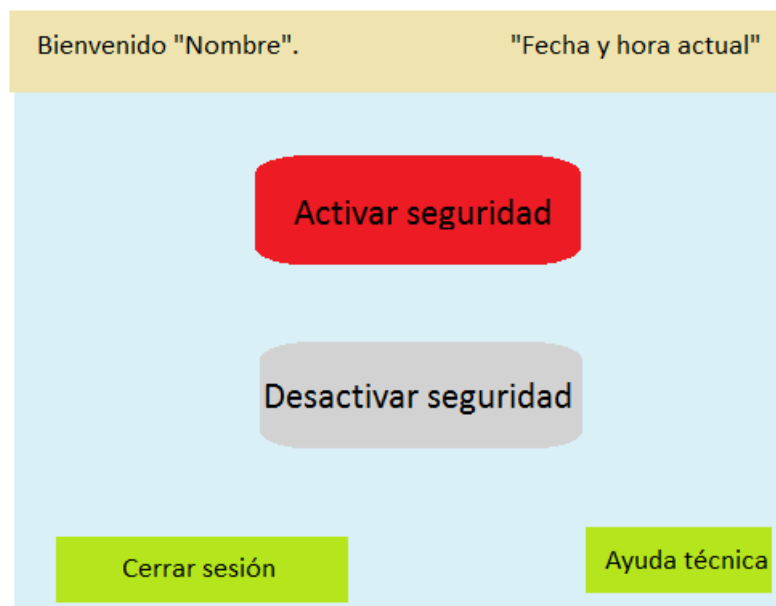 Bienvenido "Nombre".
"Fecha y hora actual"
Activar seguridad
Desactivar seguridad
Cerrar sesión
Ayuda técnica